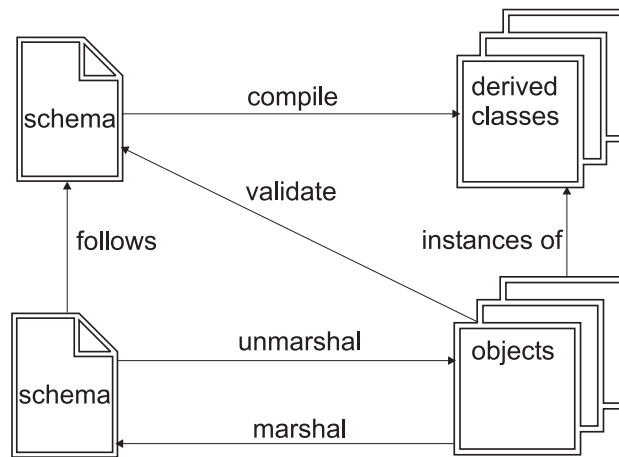 schema
compile
derived
classes
validate
follows
instances of
schema
unmarshal
objects
marshal